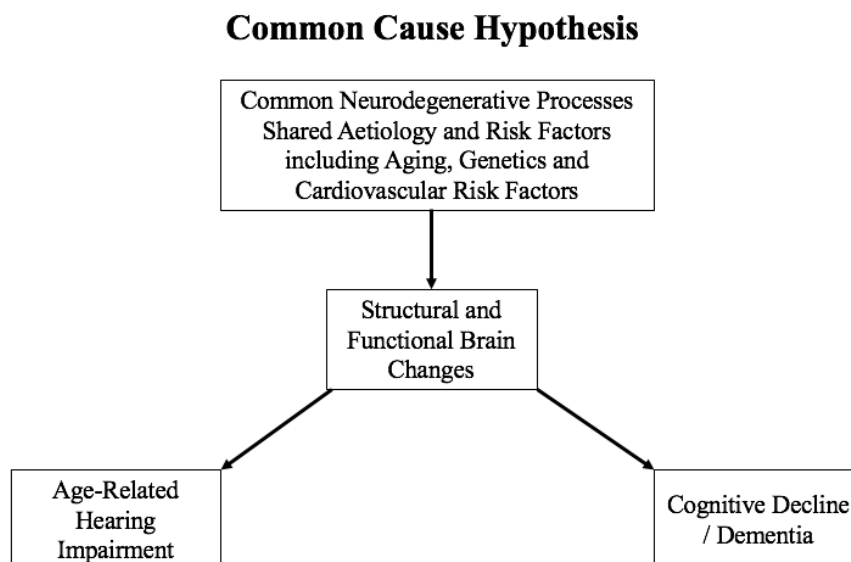 Common Cause Hypothesis
Common Neurodegenerative Processes
Shared Aetiology and Risk Factors
including Aging, Genetics and
Cardiovascular Risk Factors
Structural and
Functional Brain
Changes
Age-Related
Hearing
Impairment
Cognitive Decline
/ Dementia